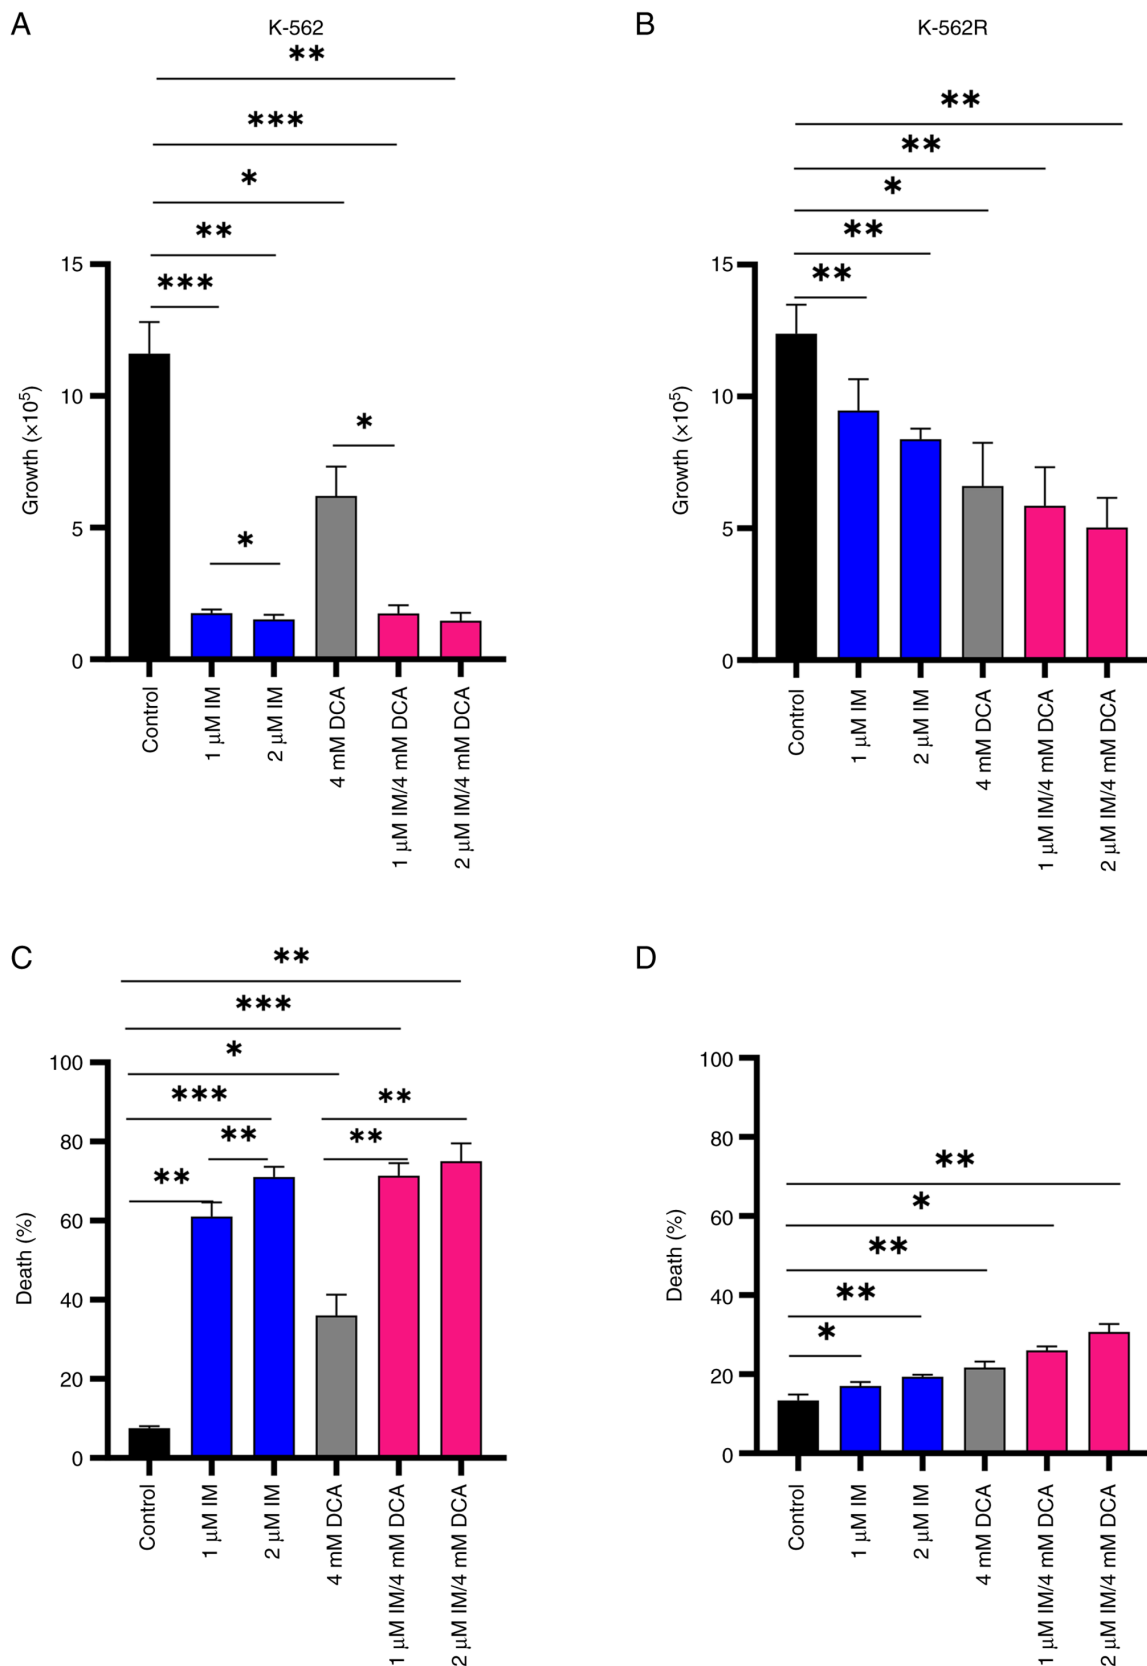 A
K-562
**
***
*
**
***
*
*
15
10
5
0
Growth (×10⁵)
Control
1 μM IM
2 μM IM
4 mM DCA
1 μM IM/4 mM DCA
2 μM IM/4 mM DCA
B
K-562R
**
**
*
**
**
15
10
5
0
Growth (×10⁵)
Control
1 μM IM
2 μM IM
4 mM DCA
1 μM IM/4 mM DCA
2 μM IM/4 mM DCA
C
**
***
*
***
**
**
**
**
100
80
60
40
20
0
Death (%)
Control
1 μM IM
2 μM IM
4 mM DCA
1 μM IM/4 mM DCA
2 μM IM/4 mM DCA
D
**
*
**
**
*
100
80
60
40
20
0
Death (%)
Control
1 μM IM
2 μM IM
4 mM DCA
1 μM IM/4 mM DCA
2 μM IM/4 mM DCA